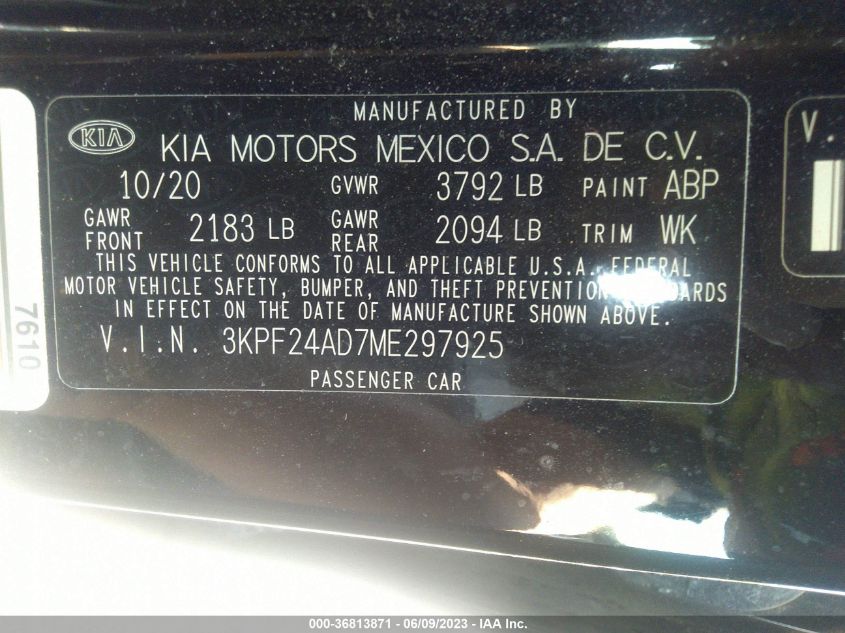 MANUFACTURED BY
KIA KIA MOTORS MEXICO S.A. DE C.V.
10/20 GVWR 3792 LB PAINT ABP
GAWR FRONT 2183 LB GAWR REAR 2094 LB TRIM WK
THIS VEHICLE CONFORMS TO ALL APPLICABLE U.S.A. FEDERAL
MOTOR VEHICLE SAFETY, BUMPER, AND THEFT PREVENTION
IN EFFECT ON THE DATE OF MANUFACTURE SHOWN ABOVE.
V.I.N. 3KPF24AD7ME297925
PASSENGER CAR
7610
V.
000-36813871 / 06/09/2023 - IAA Inc.